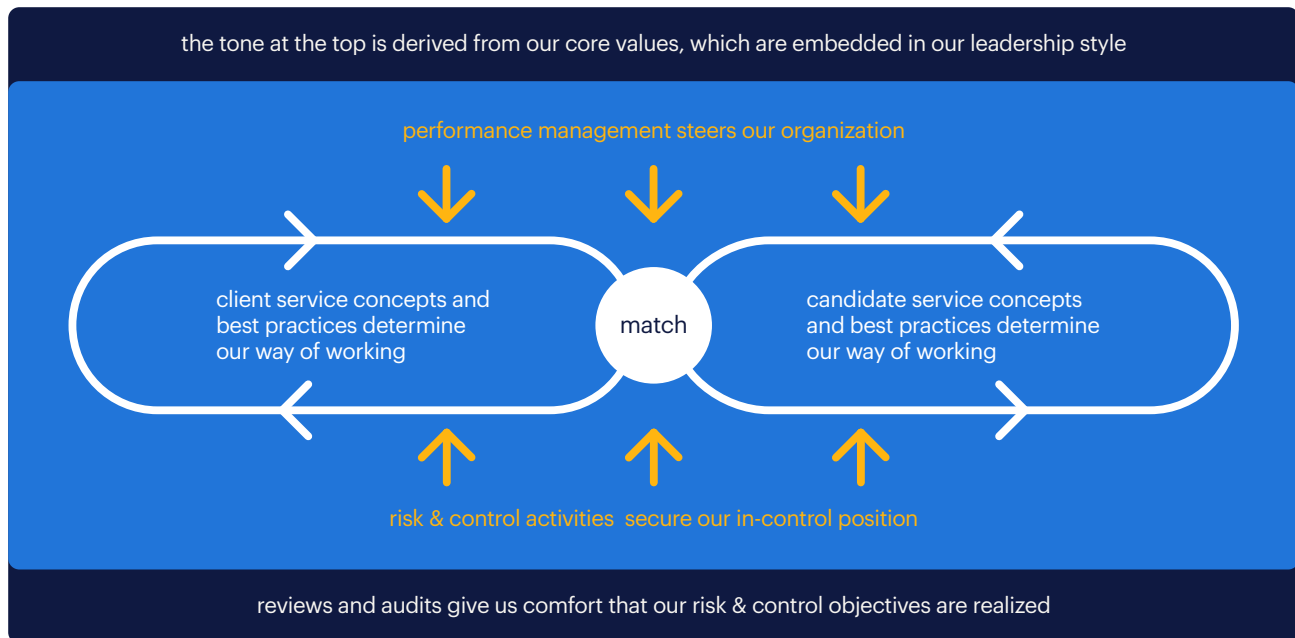 the tone at the top is derived from our core values, which are embedded in our leadership style
performance management steers our organization
client service concepts and
best practices determine
our way of working
match
candidate service concepts
and best practices determine
our way of working
risk & control activities secure our in-control position
reviews and audits give us comfort that our risk & control objectives are realized